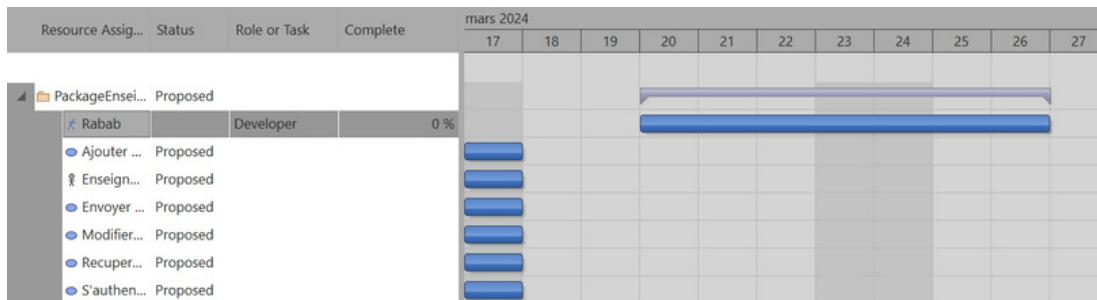 mars 2024
Resource Assig... Status Role or Task Complete
17 18 19 20 21 22 23 24 25 26 27
PackageEnsei... Proposed
Rabab Developer 0 %
Ajouter ... Proposed
Enseign... Proposed
Envoyer ... Proposed
Modifier... Proposed
Recuper... Proposed
S'authen... Proposed